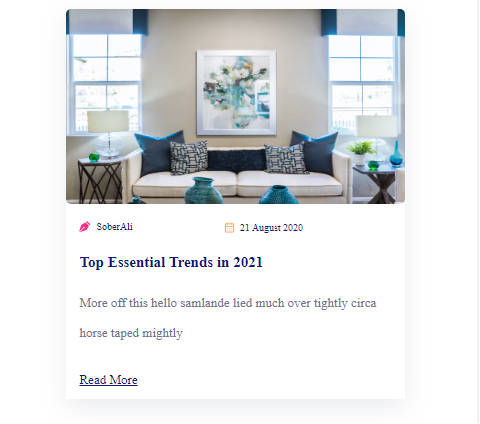 SoberAli
21 August 2020
Top Essential Trends in 2021
More off this hello samlande lied much over tightly circa
horse taped mightly
Read More